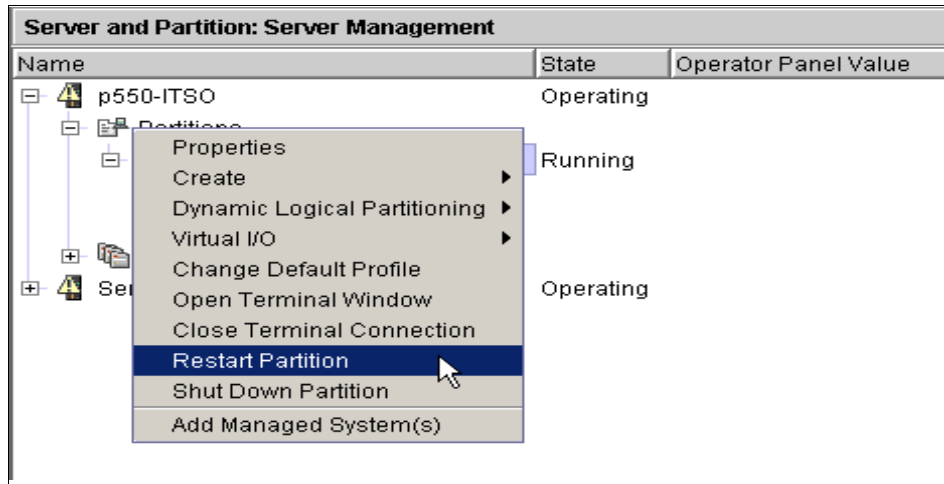 Server and Partition: Server Management
Name State Operator Panel Value
p550-ITSO Operating
Partitions
Running
Properties
Create
Dynamic Logical Partitioning
Virtual I/O
Change Default Profile
Open Terminal Window
Close Terminal Connection
Restart Partition
Shut Down Partition
Add Managed System(s)
Ser Operating